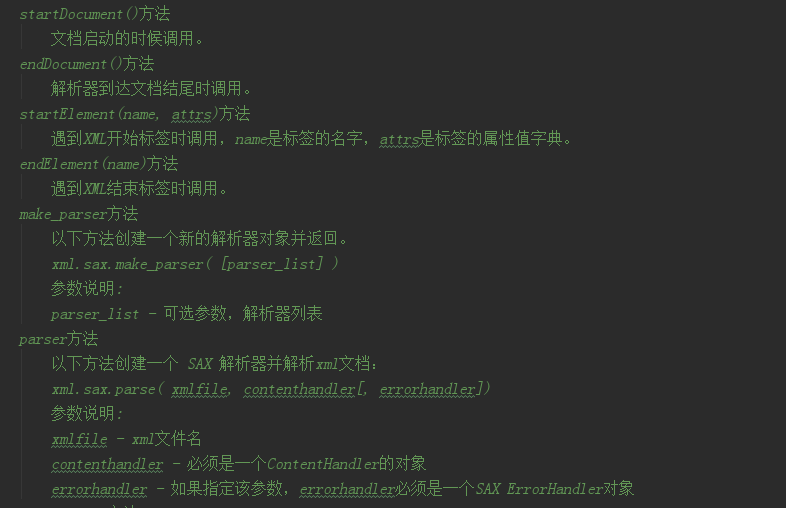 startDocument()方法
文档启动的时候调用。
endDocument()方法
解析器到达文档结尾时调用。
startElement(name, attrs)方法
遇到XML开始标签时调用，name是标签的名字，attrs是标签的属性值字典。
endElement(name)方法
遇到XML结束标签时调用。
make_parser方法
以下方法创建一个新的解析器对象并返回。
xml.sax.make_parser( [parser_list] )
参数说明:
parser_list - 可选参数，解析器列表
parser方法
以下方法创建一个 SAX 解析器并解析xml文档：
xml.sax.parse( xmlfile, contenthandler[, errorhandler])
参数说明:
xmlfile - xml文件名
contenthandler - 必须是一个ContentHandler的对象
errorhandler - 如果指定该参数，errorhandler必须是一个SAX ErrorHandler对象